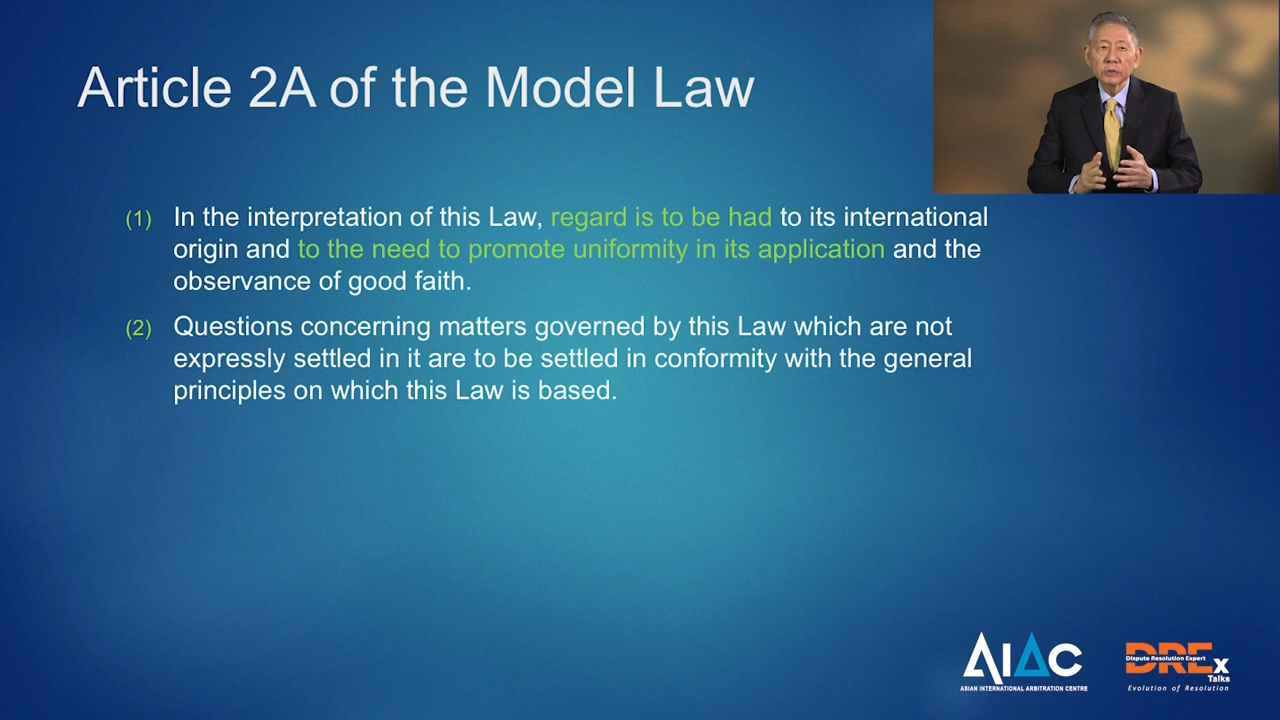 Article 2A of the Model Law
(1) In the interpretation of this Law, regard is to be had to its international
origin and to the need to promote uniformity in its application and the
observance of good faith.
(2) Questions concerning matters governed by this Law which are not
expressly settled in it are to be settled in conformity with the general
principles on which this Law is based.
AIAC
ASIAN INTERNATIONAL ARBITRATION CENTRE
DREx
Dispute Resolution Expert
Talks
Evolution of Resolution